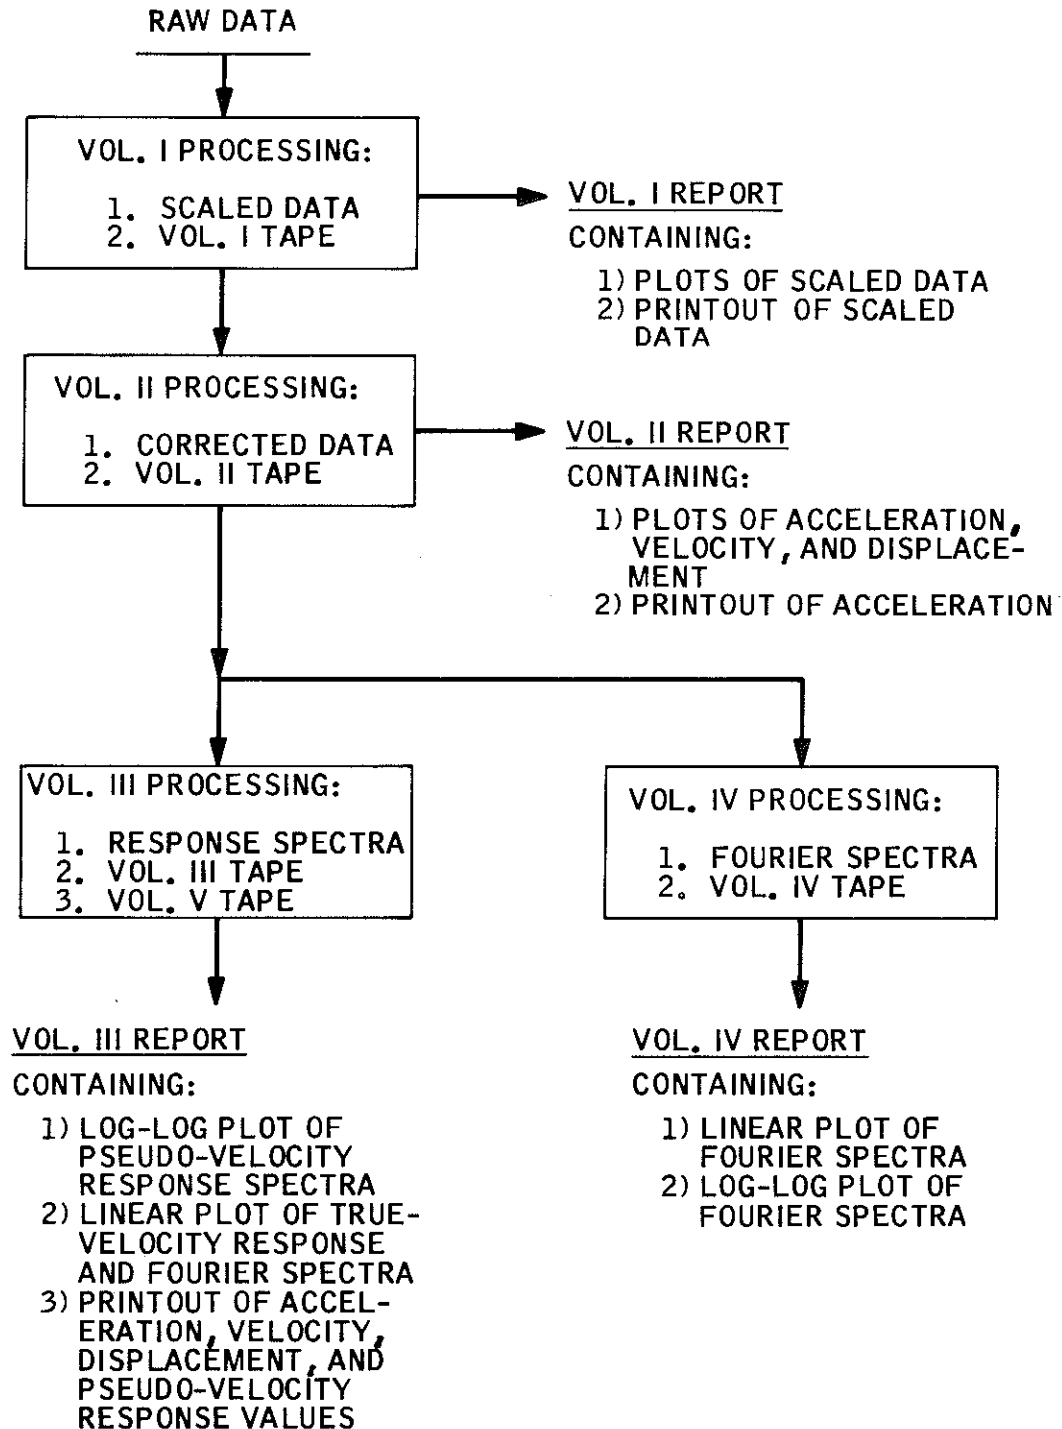 RAW DATA
VOL. I PROCESSING:
1. SCALED DATA
2. VOL. I TAPE
VOL. I REPORT
CONTAINING:
1) PLOTS OF SCALED DATA
2) PRINTOUT OF SCALED
DATA
VOL. II PROCESSING:
1. CORRECTED DATA
2. VOL. II TAPE
VOL. II REPORT
CONTAINING:
1) PLOTS OF ACCELERATION,
VELOCITY, AND DISPLACE-
MENT
2) PRINTOUT OF ACCELERATION
VOL. III PROCESSING:
1. RESPONSE SPECTRA
2. VOL. III TAPE
3. VOL. V TAPE
VOL. IV PROCESSING:
1. FOURIER SPECTRA
2. VOL. IV TAPE
VOL. III REPORT
CONTAINING:
1) LOG-LOG PLOT OF
PSEUDO-VELOCITY
RESPONSE SPECTRA
2) LINEAR PLOT OF TRUE-
VELOCITY RESPONSE
AND FOURIER SPECTRA
3) PRINTOUT OF ACCEL-
ERATION, VELOCITY,
DISPLACEMENT, AND
PSEUDO-VELOCITY
RESPONSE VALUES
VOL. IV REPORT
CONTAINING:
1) LINEAR PLOT OF
FOURIER SPECTRA
2) LOG-LOG PLOT OF
FOURIER SPECTRA